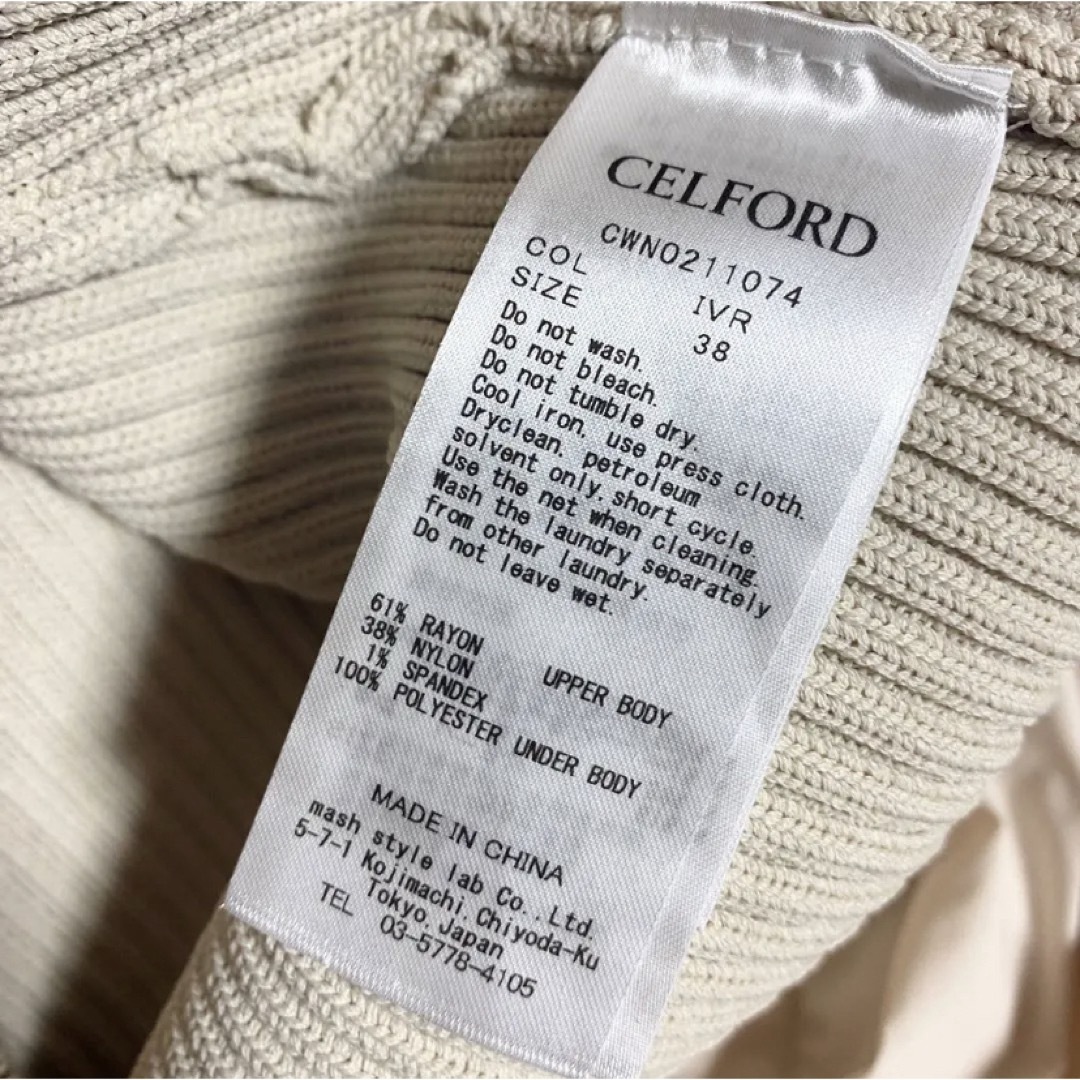 CELFORD
CWNO211074
COL IVR
SIZE 38
Do not wash.
Do not bleach.
Do not tumble dry.
Cool iron, use press cloth.
Dryclean, petroleum
solvent only.short cycle.
Use the net when cleaning.
Wash the laundry separately
from other laundry.
Do not leave wet.
61% RAYON
38% NYLON UPPER BODY
1% SPANDEX
100% POLYESTER UNDER BODY
MADE IN CHINA
mash style lab Co.,Ltd.
5-7-1 Kojimachi,Chiyoda-Ku
Tokyo,Japan
TEL 03-5778-4105